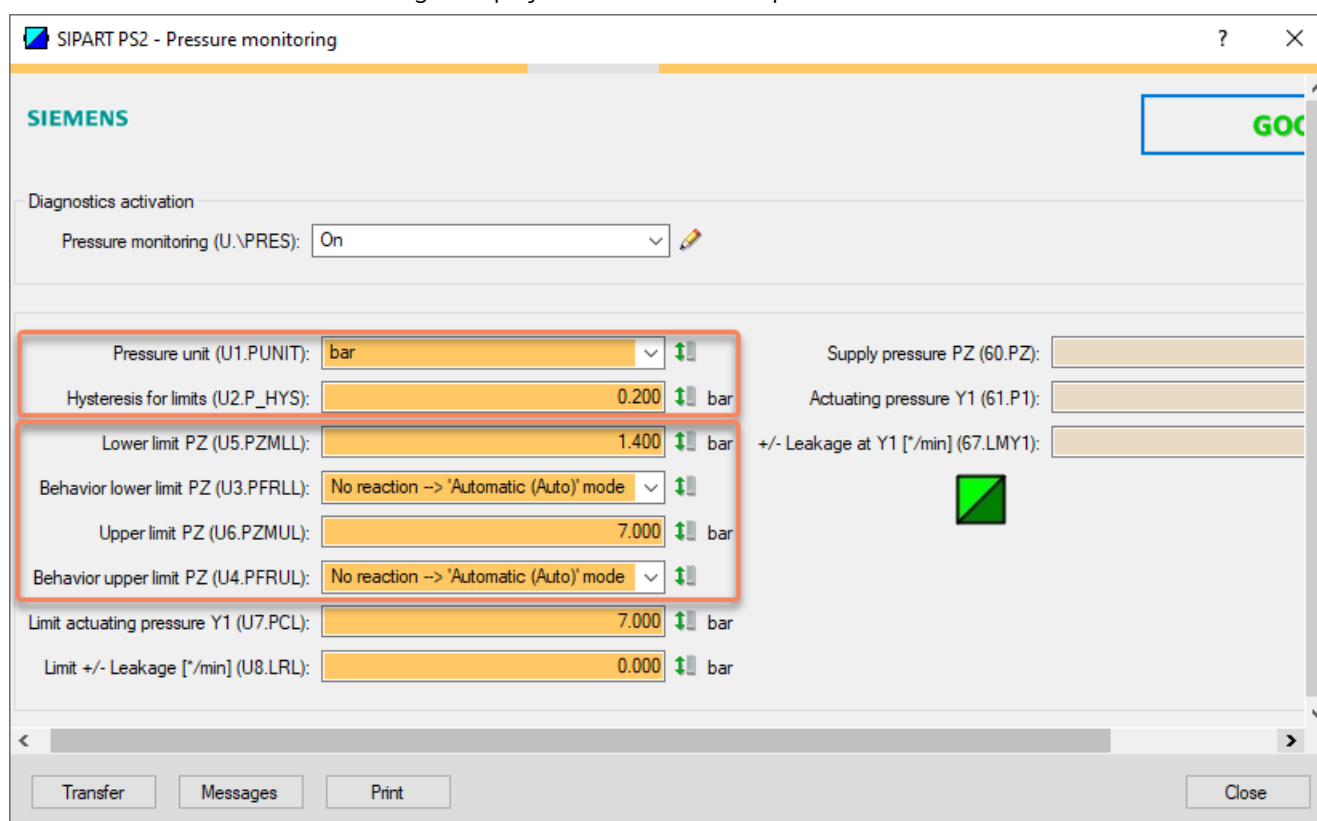 SIPART PS2 - Pressure monitoring
?
SIEMENS
Diagnostics activation
Pressure monitoring (U.\PRES): On
Pressure unit (U1.PUNIT): bar
Supply pressure PZ (60.PZ):
Hysteresis for limits (U2.P_HYS): 0.200 bar
Actuating pressure Y1 (61.P1):
Lower limit PZ (U5.PZMLL): 1.400 bar
+/- Leakage at Y1 [*/min] (67.LMY1):
Behavior lower limit PZ (U3.PFRLL): No reaction --> 'Automatic (Auto)' mode
Upper limit PZ (U6.PZMUL): 7.000 bar
Behavior upper limit PZ (U4.PFRUL): No reaction --> 'Automatic (Auto)' mode
Limit actuating pressure Y1 (U7.PCL): 7.000 bar
Limit +/- Leakage [*/min] (U8.LRL): 0.000 bar
Transfer
Messages
Print
Close